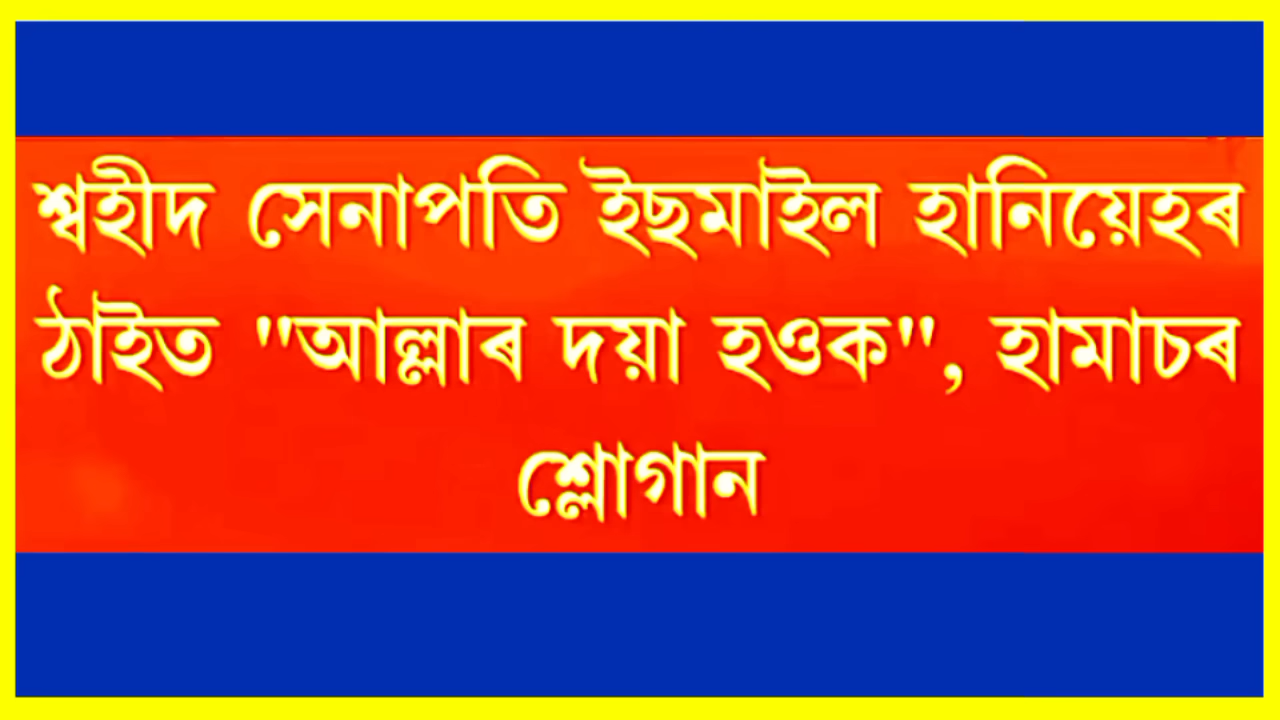 শ্বহীদ সেনাপতি ইছমাইল হানিয়েহৰ
ঠাইত "আল্লাৰ দয়া হওক", হামাচৰ
শ্লোগান